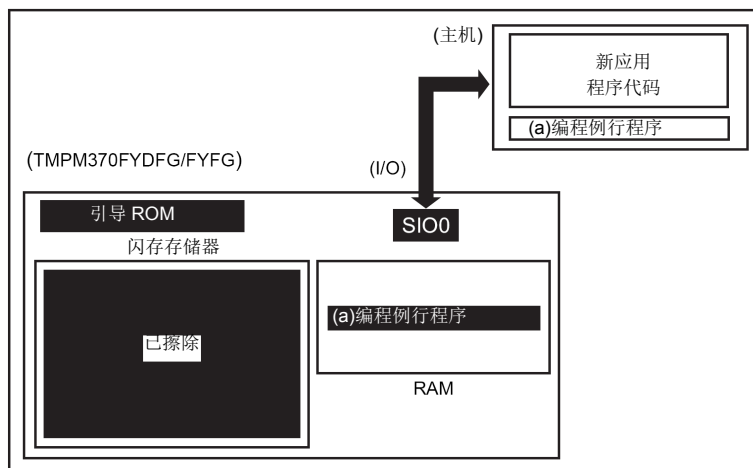 (主机)
新应用
程序代码
(a)编程例行程序
(TMPM370FYDFG/FYFG)
(I/O)
引导 ROM
SIO0
闪存存储器
(a)编程例行程序
已擦除
RAM